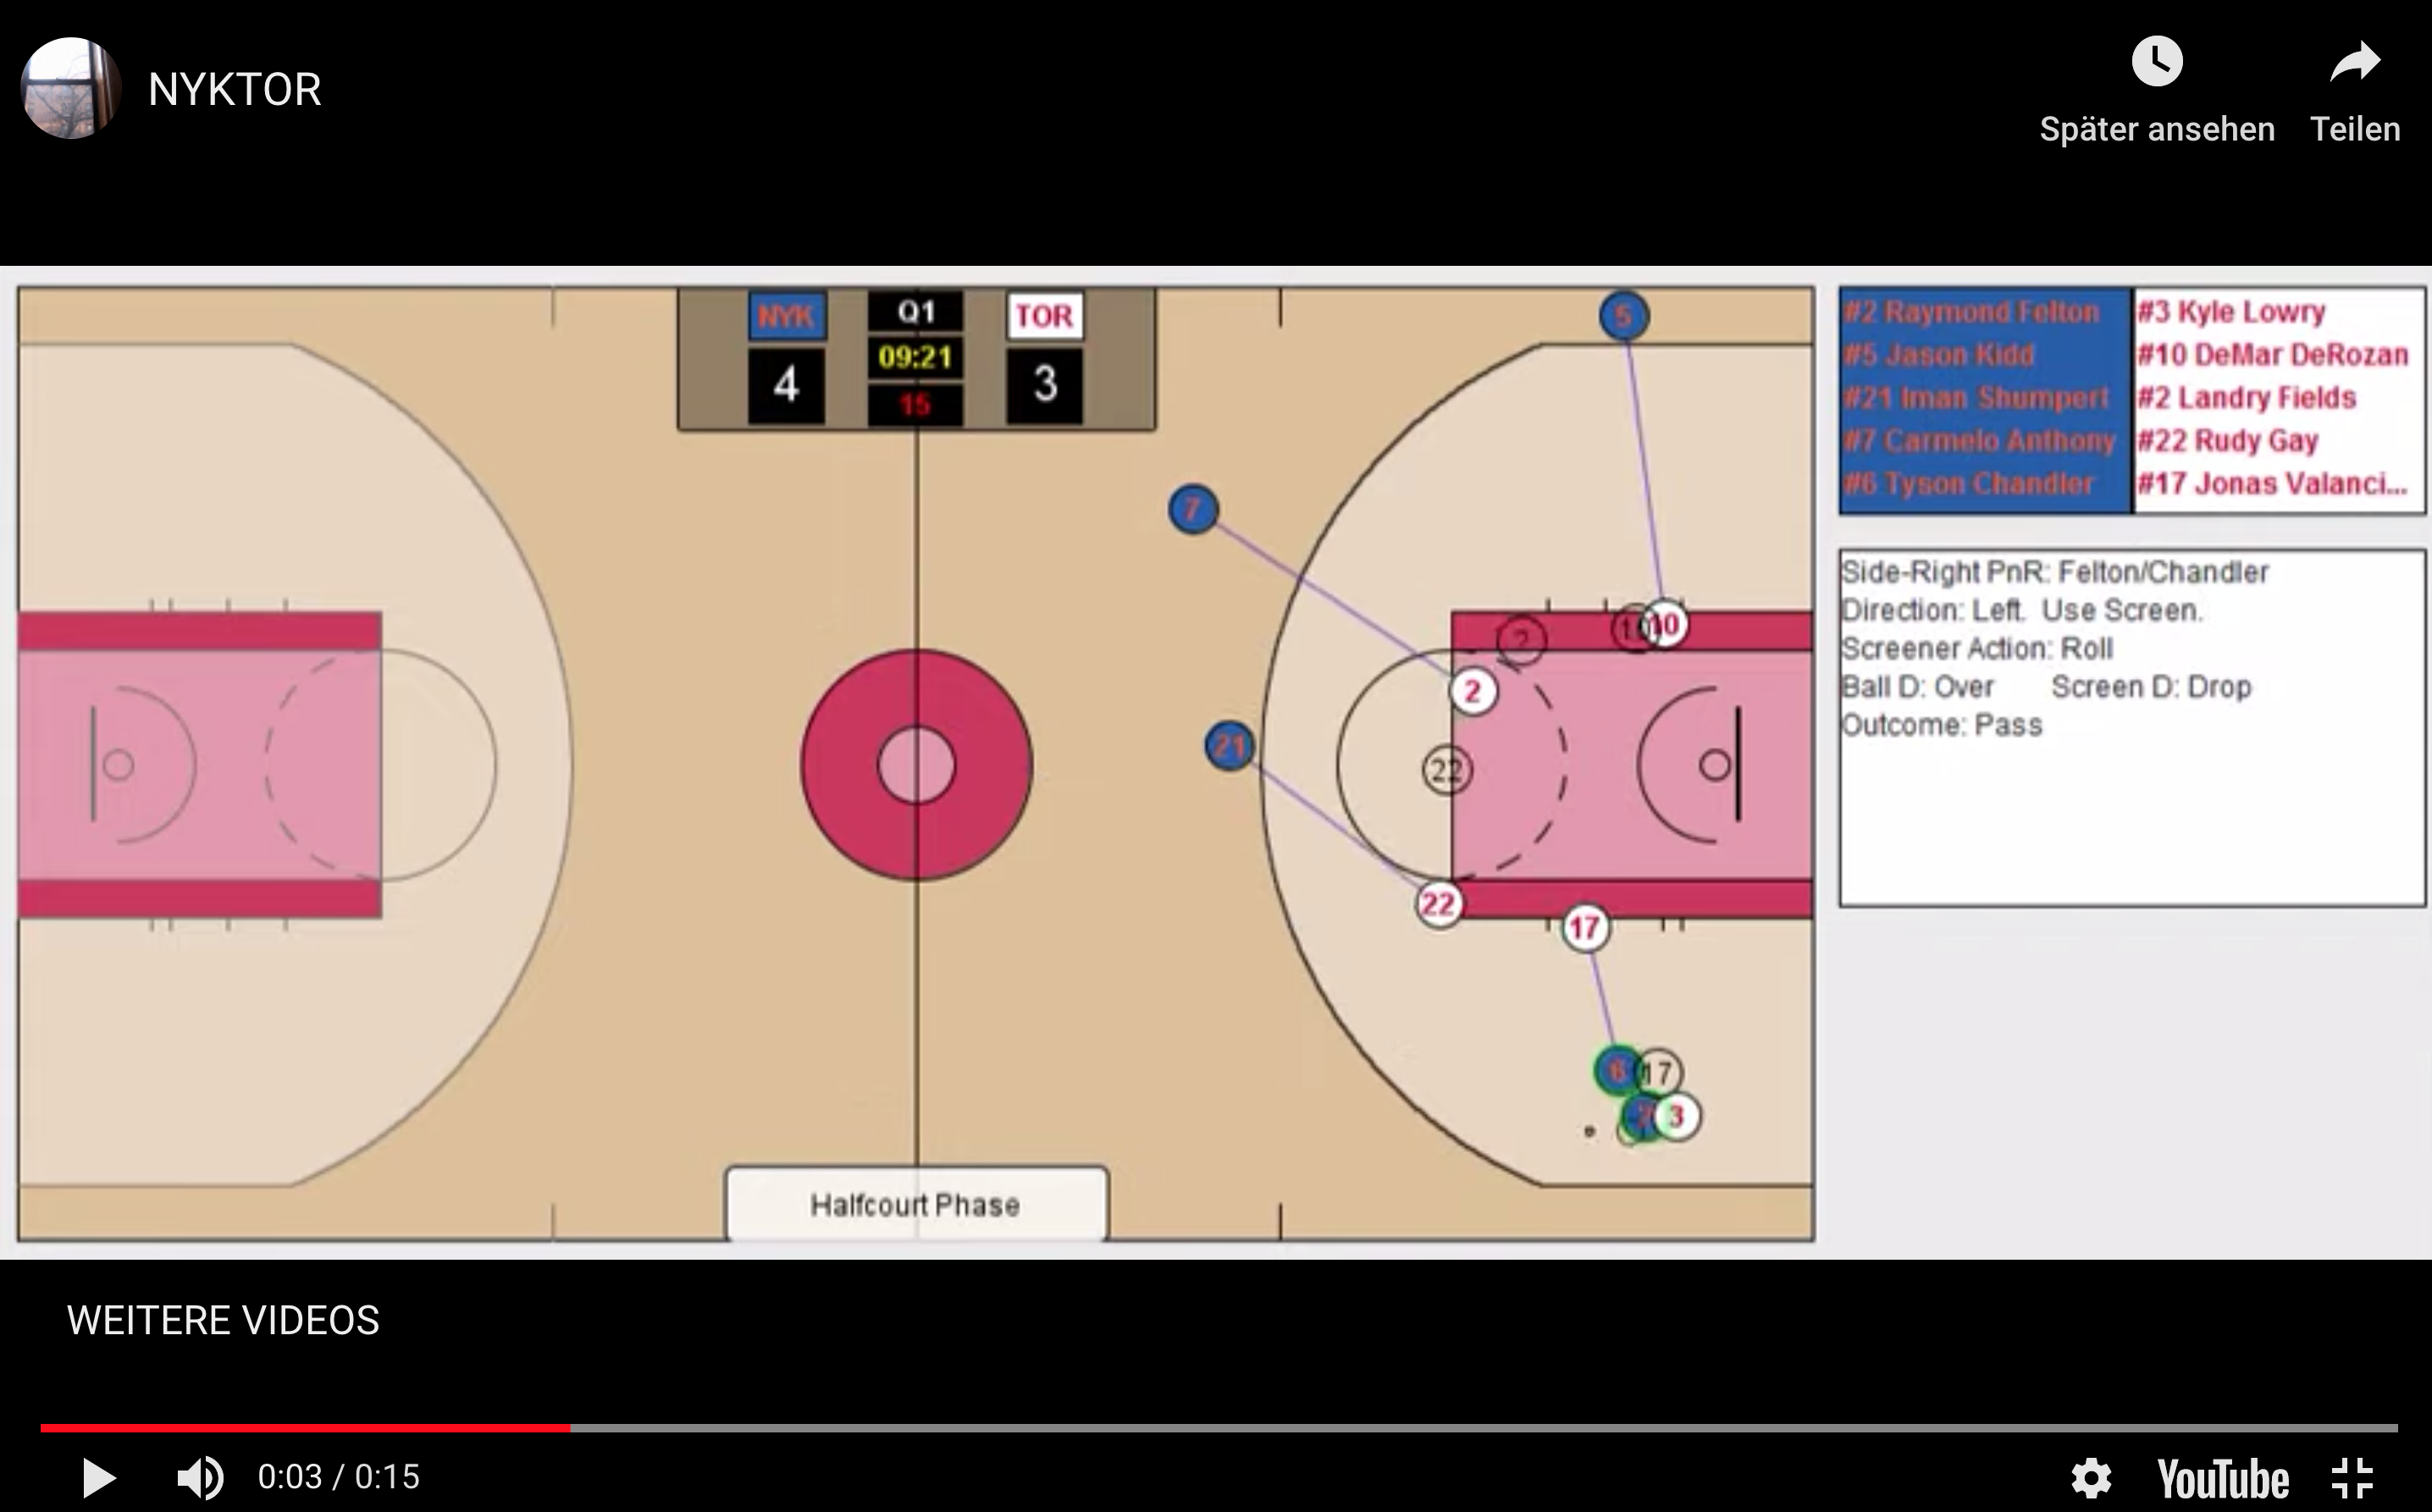 NYKTOR
Später ansehen
Teilen
NYK
Q1
TOR
4
09:21
3
15
5
7
10
2
21
22
22
17
6
17
3
#2 Raymond Felton
#5 Jason Kidd
#21 Iman Shumpert
#7 Carmelo Anthony
#6 Tyson Chandler
#3 Kyle Lowry
#10 DeMar DeRozan
#2 Landry Fields
#22 Rudy Gay
#17 Jonas Valanci...
Side-Right PnR: Felton/Chandler
Direction: Left. Use Screen.
Screener Action: Roll
Ball D: Over Screen D: Drop
Outcome: Pass
Halfcourt Phase
WEITERE VIDEOS
0:03 / 0:15
YouTube